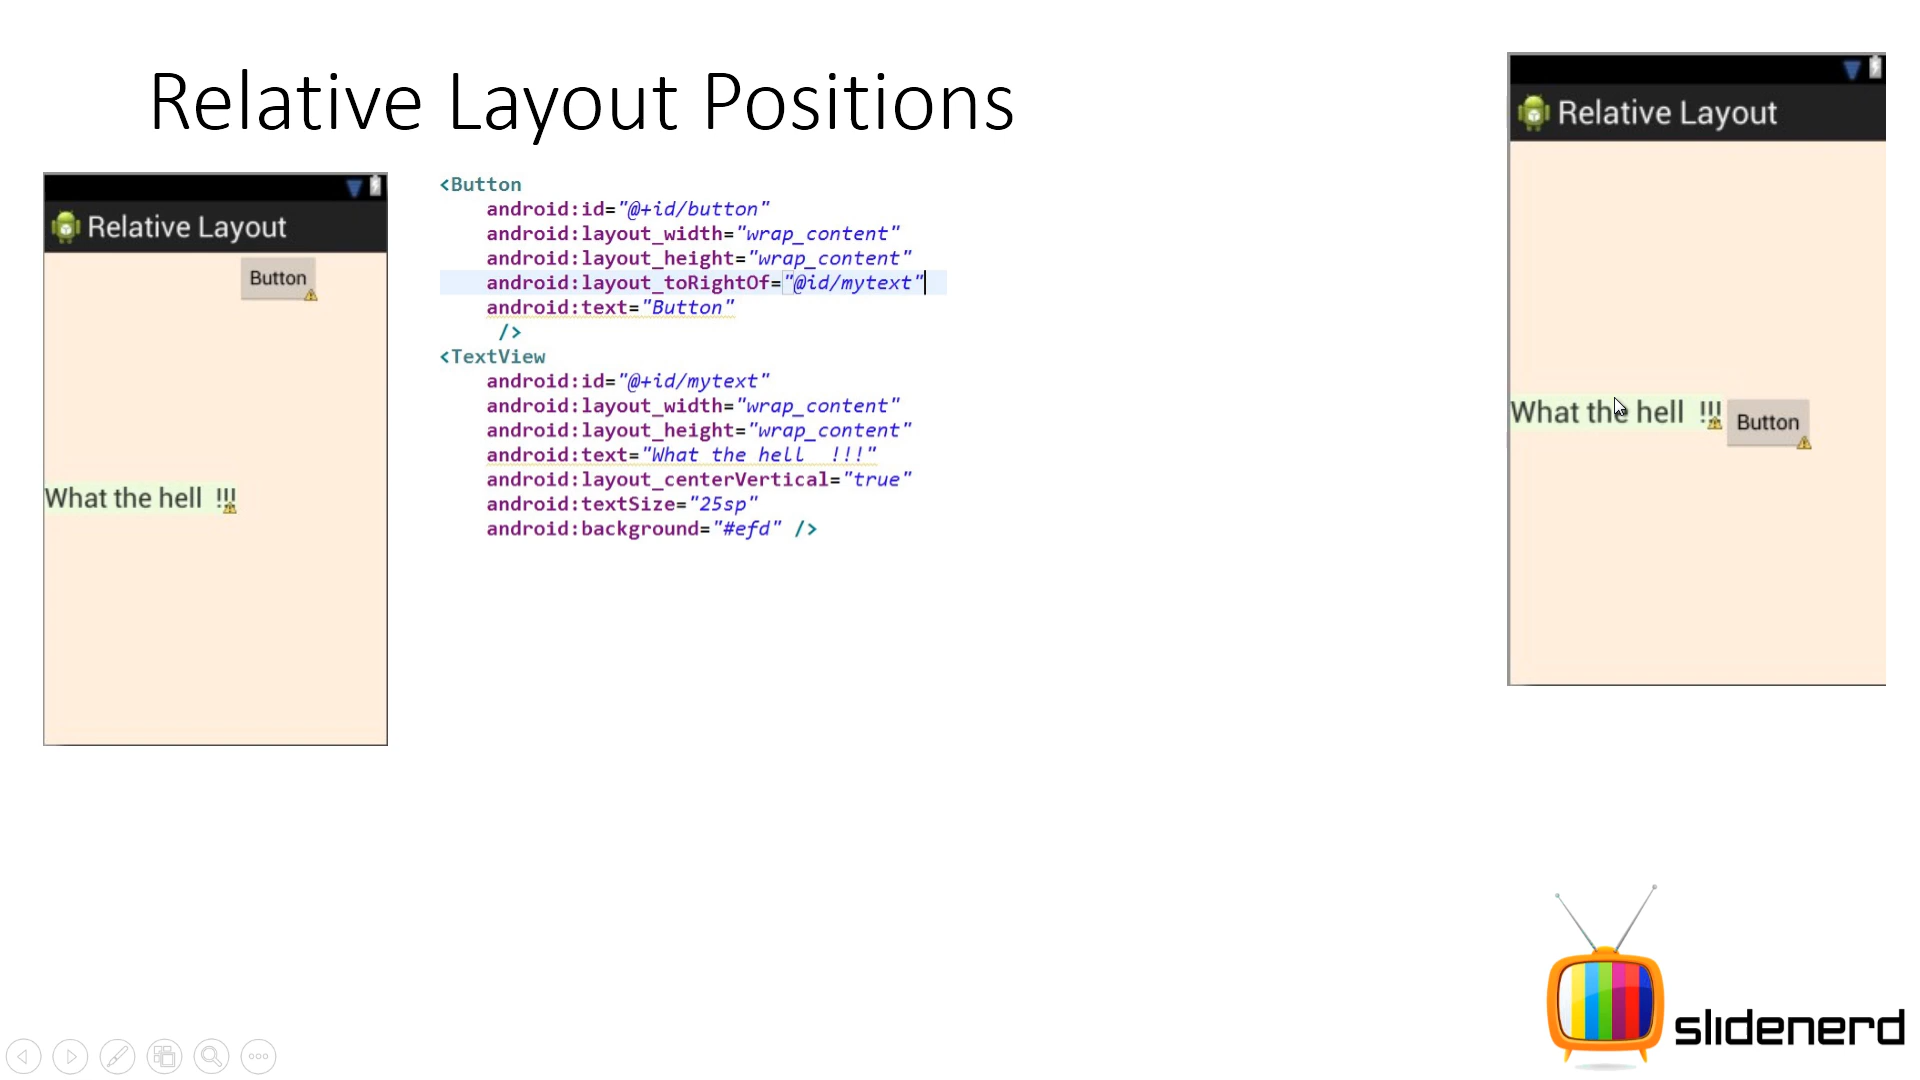 Relative Layout Positions
Relative Layout
Button
What the hell  !!!
<Button
android:id="@+id/button"
android:layout_width="wrap_content"
android:layout_height="wrap_content"
android:layout_toRightOf="@id/mytext"
android:text="Button"
/>
<TextView
android:id="@+id/mytext"
android:layout_width="wrap_content"
android:layout_height="wrap_content"
android:text="What the hell  !!!"
android:layout_centerVertical="true"
android:textSize="25sp"
android:background="#efd" />
Relative Layout
What the hell  !!! Button
slidenerd